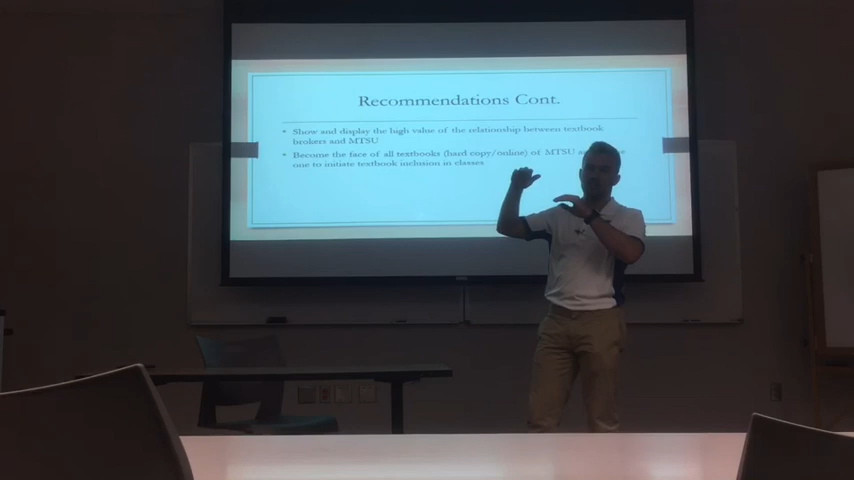 Recommendations Cont.
Show and display the high value of the relationship between textbook
brokers and MTSU
Become the face of all textbooks (hard copy/online) of MTSU
one to initiate textbook inclusion in classes